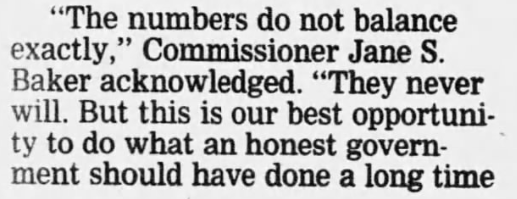 “The numbers do not balance
exactly,” Commissioner Jane S.
Baker acknowledged. “They never
will. But this is our best opportuni-
ty to do what an honest govern-
ment should have done a long time